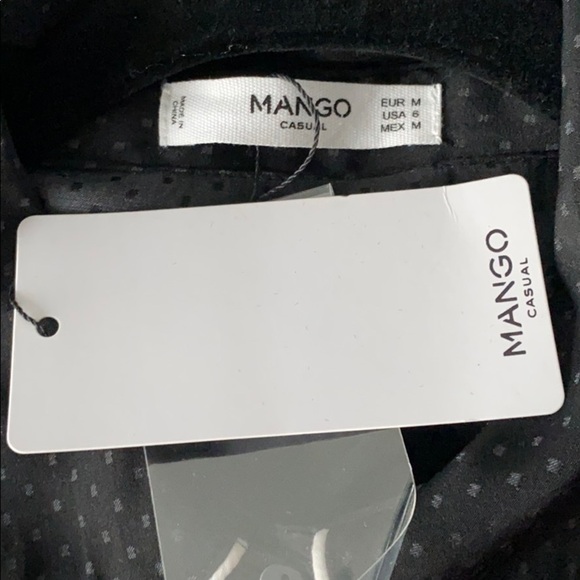 MADE IN
CHINA
MANGO
CASUAL
EUR M
USA 6
MEX M
MANGO
CASUAL